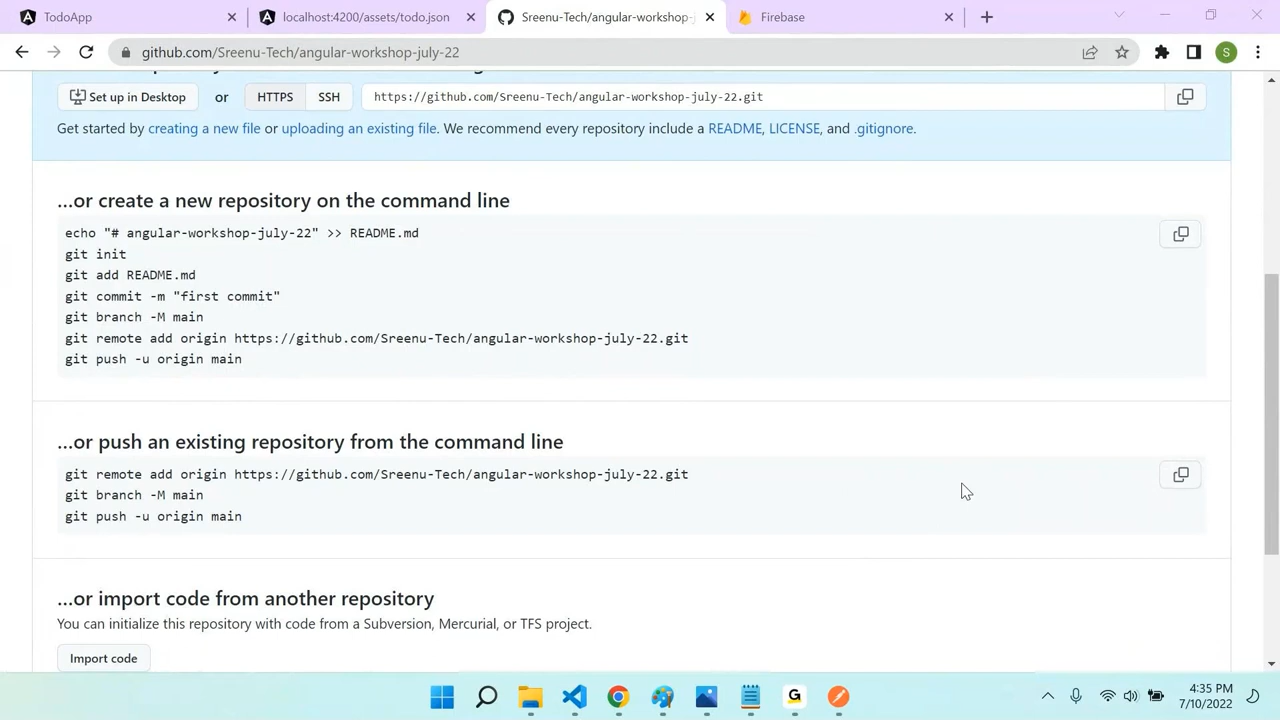 TodoApp
localhost:4200/assets/todo.json
Sreenu-Tech/angular-workshop-
Firebase
github.com/Sreenu-Tech/angular-workshop-july-22
S
Set up in Desktop
or
HTTPS
SSH
https://github.com/Sreenu-Tech/angular-workshop-july-22.git
Get started by creating a new file or uploading an existing file. We recommend every repository include a README, LICENSE, and .gitignore.
...or create a new repository on the command line
echo "# angular-workshop-july-22" >> README.md
git init
git add README.md
git commit -m "first commit"
git branch -M main
git remote add origin https://github.com/Sreenu-Tech/angular-workshop-july-22.git
git push -u origin main
...or push an existing repository from the command line
git remote add origin https://github.com/Sreenu-Tech/angular-workshop-july-22.git
git branch -M main
git push -u origin main
...or import code from another repository
You can initialize this repository with code from a Subversion, Mercurial, or TFS project.
Import code
G
4:35 PM
7/10/2022